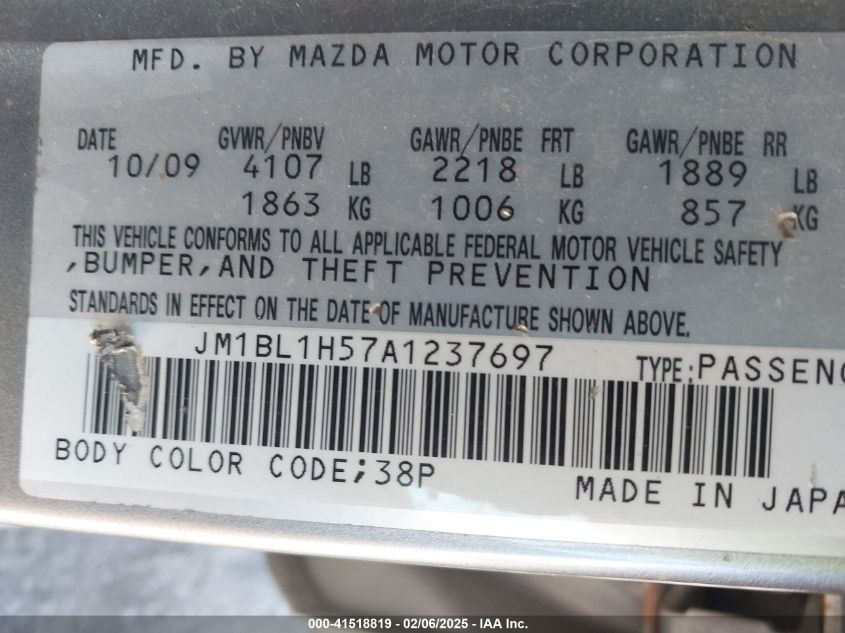 MFD. BY MAZDA MOTOR CORPORATION
DATE GVWR/PNBV GAWR/PNBE FRT GAWR/PNBE RR
10/09 4107 LB 2218 LB 1889 LB
1863 KG 1006 KG 857 KG
THIS VEHICLE CONFORMS TO ALL APPLICABLE FEDERAL MOTOR VEHICLE SAFETY
,BUMPER,AND THEFT PREVENTION
STANDARDS IN EFFECT ON THE DATE OF MANUFACTURE SHOWN ABOVE.
JM1BL1H57A1237697 TYPE:PASSENG
BODY COLOR CODE;38P MADE IN JAPA
000-41518819 - 02/06/2025 - IAA Inc.